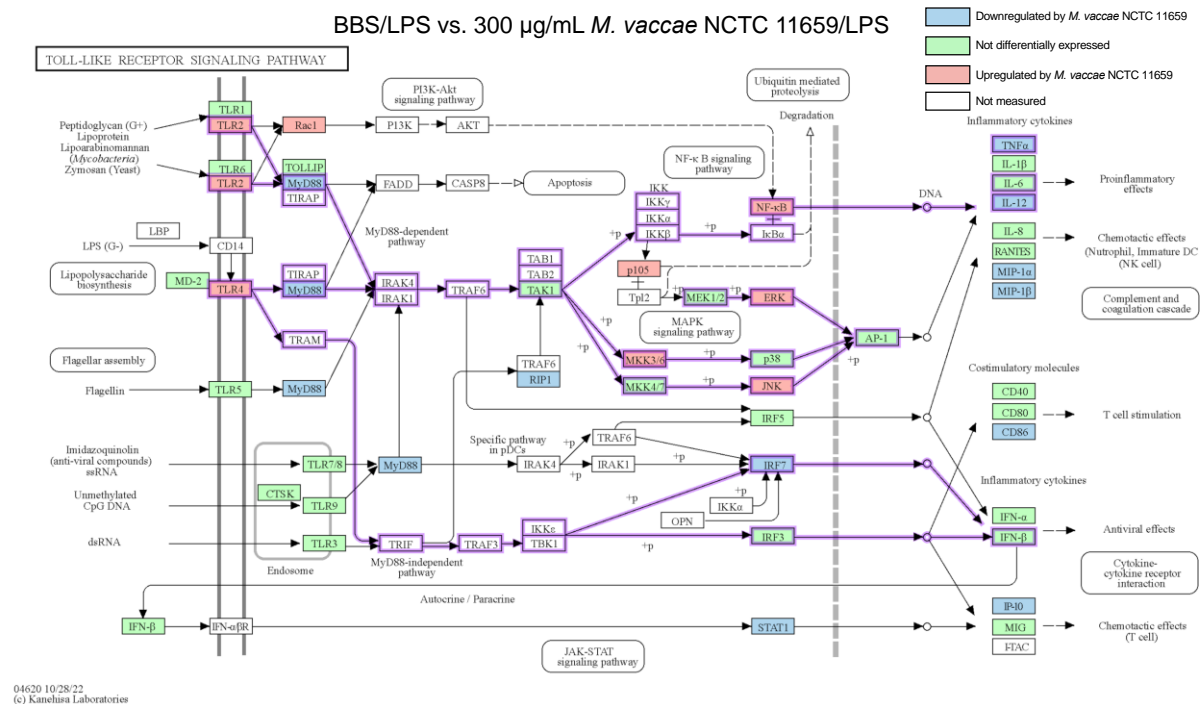 BBS/LPS vs. 300 µg/mL M. vaccae NCTC 11659/LPS
Downregulated by M. vaccae NCTC 11659
Not differentially expressed
Upregulated by M. vaccae NCTC 11659
Not measured
TOLL-LIKE RECEPTOR SIGNALING PATHWAY
Peptidoglycan (G+)
Lipoprotein
Lipoarabinomannan
(Mycobacteria)
Zymosan (Yeast)
TLR1
TLR2
Rac1
PI3K-Akt
signaling pathway
PI3K
AKT
TLR6
TLR2
TOLLIP
MyD88
TIRAP
FADD
CASP8
Apoptosis
MyD88-dependent
pathway
Ubiquitin mediated
proteolysis
Degradation
NF-κ B signaling
pathway
IKK
IKKγ
IKKα
IKKβ
+p
+p
NF-κB
IκBα
DNA
LBP
LPS (G-)
CD14
Lipopolysaccharide
biosynthesis
MD-2
TLR4
TIRAP
MyD88
IRAK4
IRAK1
TRAF6
TAB1
TAB2
TAK1
p105
Tpl2
+p
MEK1/2
+p
ERK
MAPK
signaling pathway
+p
+p
MKK3/6
+p
p38
MKK4/7
+p
JNK
+p
+p
AP-1
TRAM
TRAF6
RIP1
Flagellar assembly
Flagellin
TLR5
MyD88
IRF5
Imidazoquinolin
(anti-viral compounds)
ssRNA
Unmethylated
CpG DNA
dsRNA
TLR7/8
CTSK
TLR9
TLR3
Endosome
MyD88
Specific pathway
in pDCs
IRAK4
+p
TRAF6
+p
IRAK1
+p
IRF7
+p
IKKα
OPN
+p
TRIF
TRAF3
IKKε
TBK1
+p
IRF3
MyD88-independent
pathway
Autocrine / Paracrine
IFN-β
IFN-αβR
STAT1
JAK-STAT
signaling pathway
Inflammatory cytokines
TNFα
IL-1β
IL-6
IL-12
Proinflammatory
effects
IL-8
RANTES
MIP-1α
MIP-1β
Chemotactic effects
(Nutrophil, Immature DC
(NK cell)
Complement and
coagulation cascade
Costimulatory molecules
CD40
CD80
CD86
T cell stimulation
Inflammatory cytokines
IFN-α
IFN-β
Antiviral effects
Cytokine-
cytokine receptor
interaction
IP-10
MIG
I-TAC
Chemotactic effects
(T cell)
04620 10/28/22
(c) Kanehisa Laboratories